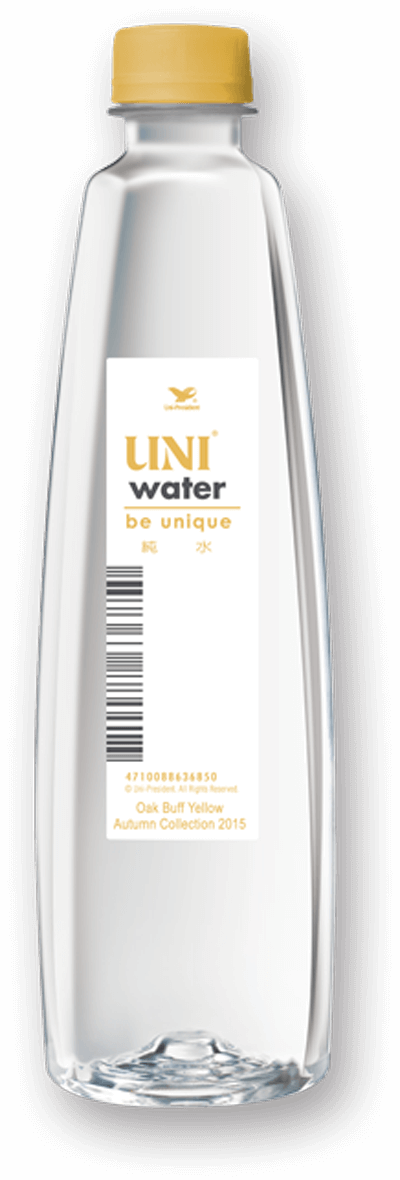 Uni-President
UNI®
water
be unique
純 水
4710088636850
© Uni-President. All Rights Reserved.
Oak Buff Yellow
Autumn Collection 2015